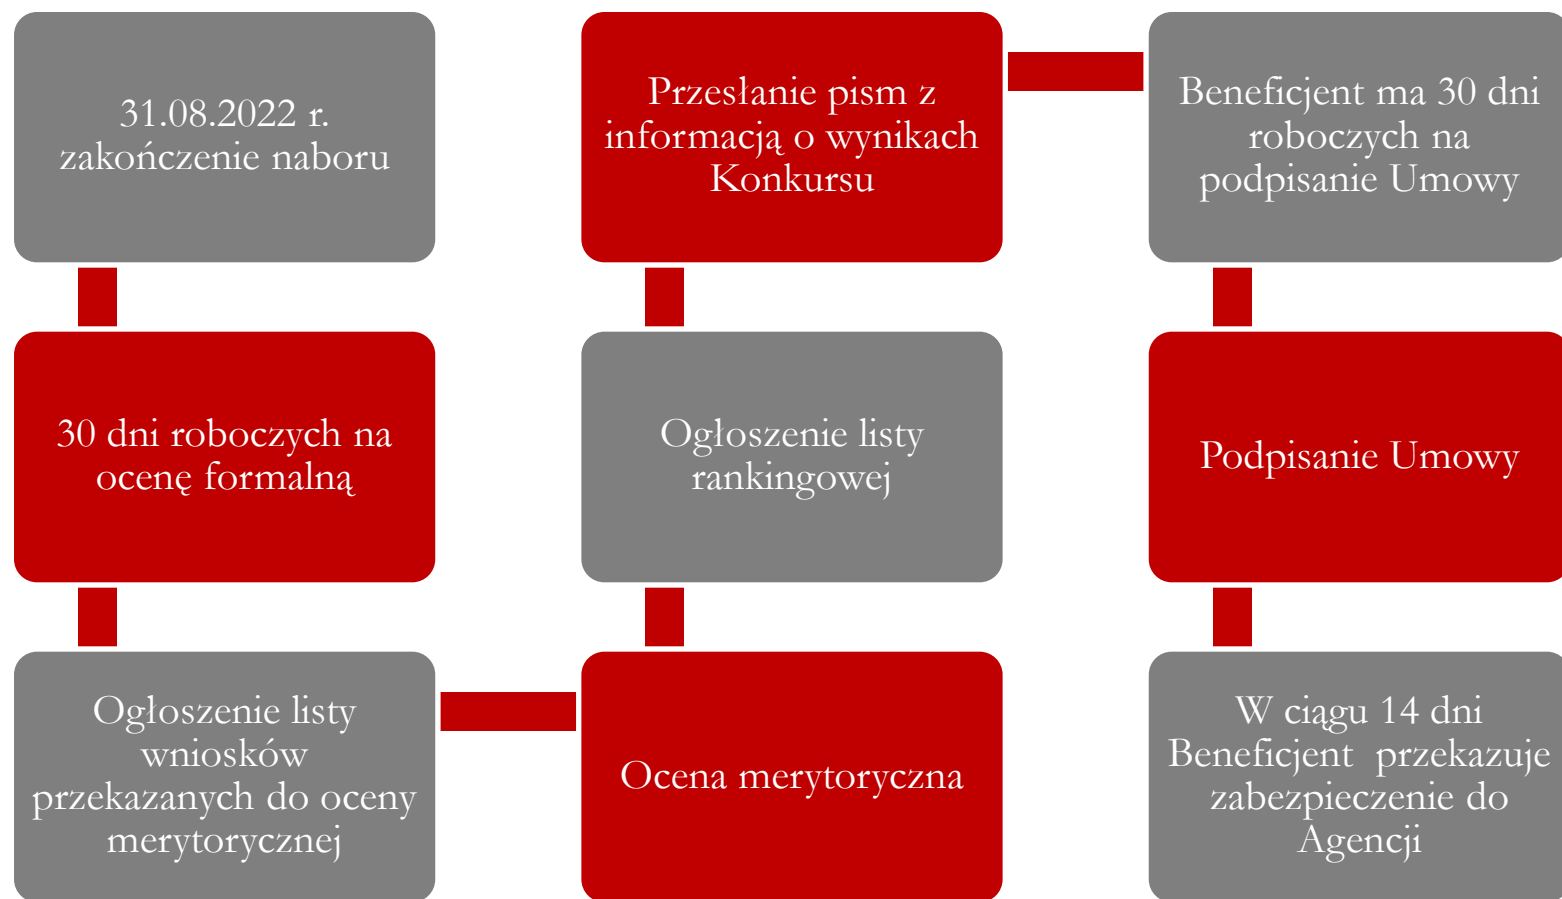 31.08.2022 r.
zakończenie naboru
30 dni roboczych na
ocenę formalną
Ogłoszenie listy
wniosków
przekazanych do oceny
merytorycznej
Ocena merytoryczna
Ogłoszenie listy
rankingowej
Przesłanie pism z
informacją o wynikach
Konkursu
Beneficjent ma 30 dni
roboczych na
podpisanie Umowy
Podpisanie Umowy
W ciągu 14 dni
Beneficjent przekazuje
zabezpieczenie do
Agencji